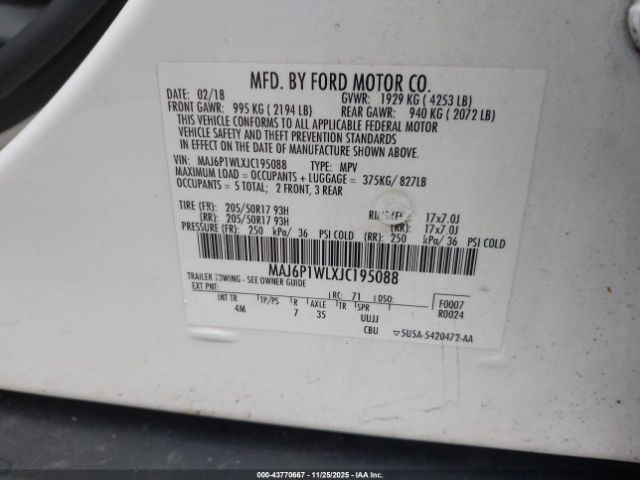 MFD. BY FORD MOTOR CO.
DATE: 02/18 GVWR: 1929 KG ( 4253 LB)
FRONT GAWR: 995 KG ( 2194 LB) REAR GAWR: 940 KG ( 2072 LB)
THIS VEHICLE CONFORMS TO ALL APPLICABLE FEDERAL MOTOR
VEHICLE SAFETY AND THEFT PREVENTION STANDARDS
IN EFFECT ON THE DATE OF MANUFACTURE SHOWN ABOVE.
VIN: MAJ6P1WLXJC195088 TYPE: MPV
MAXIMUM LOAD = OCCUPANTS + LUGGAGE = 375KG/ 827LB
OCCUPANTS = 5 TOTAL; 2 FRONT, 3 REAR
TIRE (FR): 205/50R17 93H 17x7.0J
(RR): 205/50R17 93H (RR): 17x7.0J
PRESSURE (FR): 250 kPa/ 36 PSI COLD (RR): 250 kPa/ 36 PSI COLD
MAJ6P1WLXJC195088
TRAILER TOWING - SEE OWNER GUIDE
EXT PNT: RC: 71 DSO: F0007
INT TR TP/PS R AXLE TR SPR R0024
4M 7 35 UUJJ
CBU 5U5A-5420472-AA
000-43770667 - 11/25/2025 - IAA, Inc.